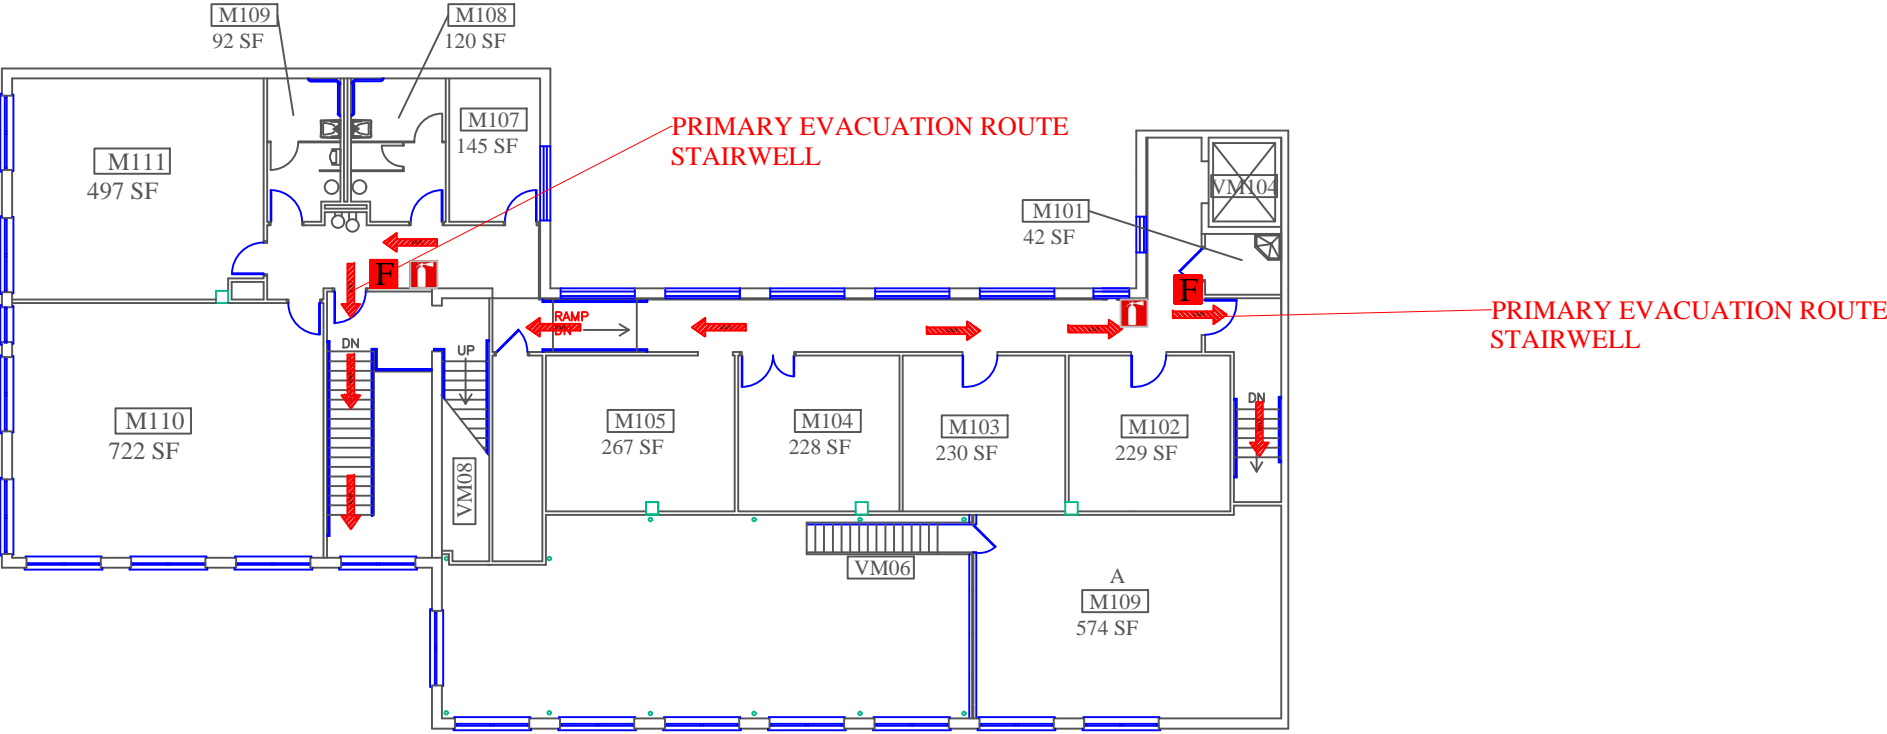 M109
92 SF
M108
120 SF
M107
145 SF
PRIMARY EVACUATION ROUTE
STAIRWELL
M111
497 SF
VM104
M101
42 SF
F
F
PRIMARY EVACUATION ROUTE
STAIRWELL
RAMP
DN
DN
UP
DN
M110
722 SF
M105
267 SF
M104
228 SF
M103
230 SF
M102
229 SF
VM08
VM06
A
M109
574 SF